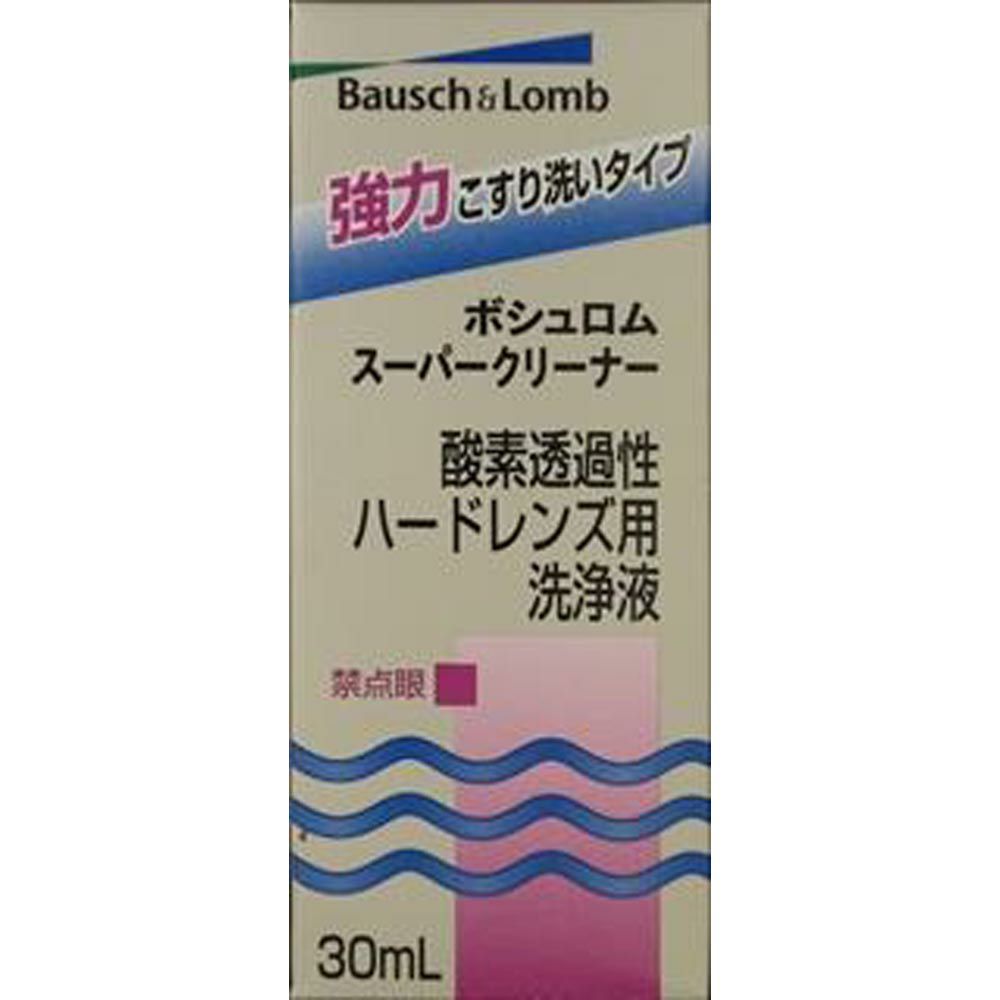 Bausch & Lomb
強力こすり洗いタイプ
ボシュロム
スーパークリーナー
酸素透過性
ハードレンズ用
洗浄液
禁点眼
30mL